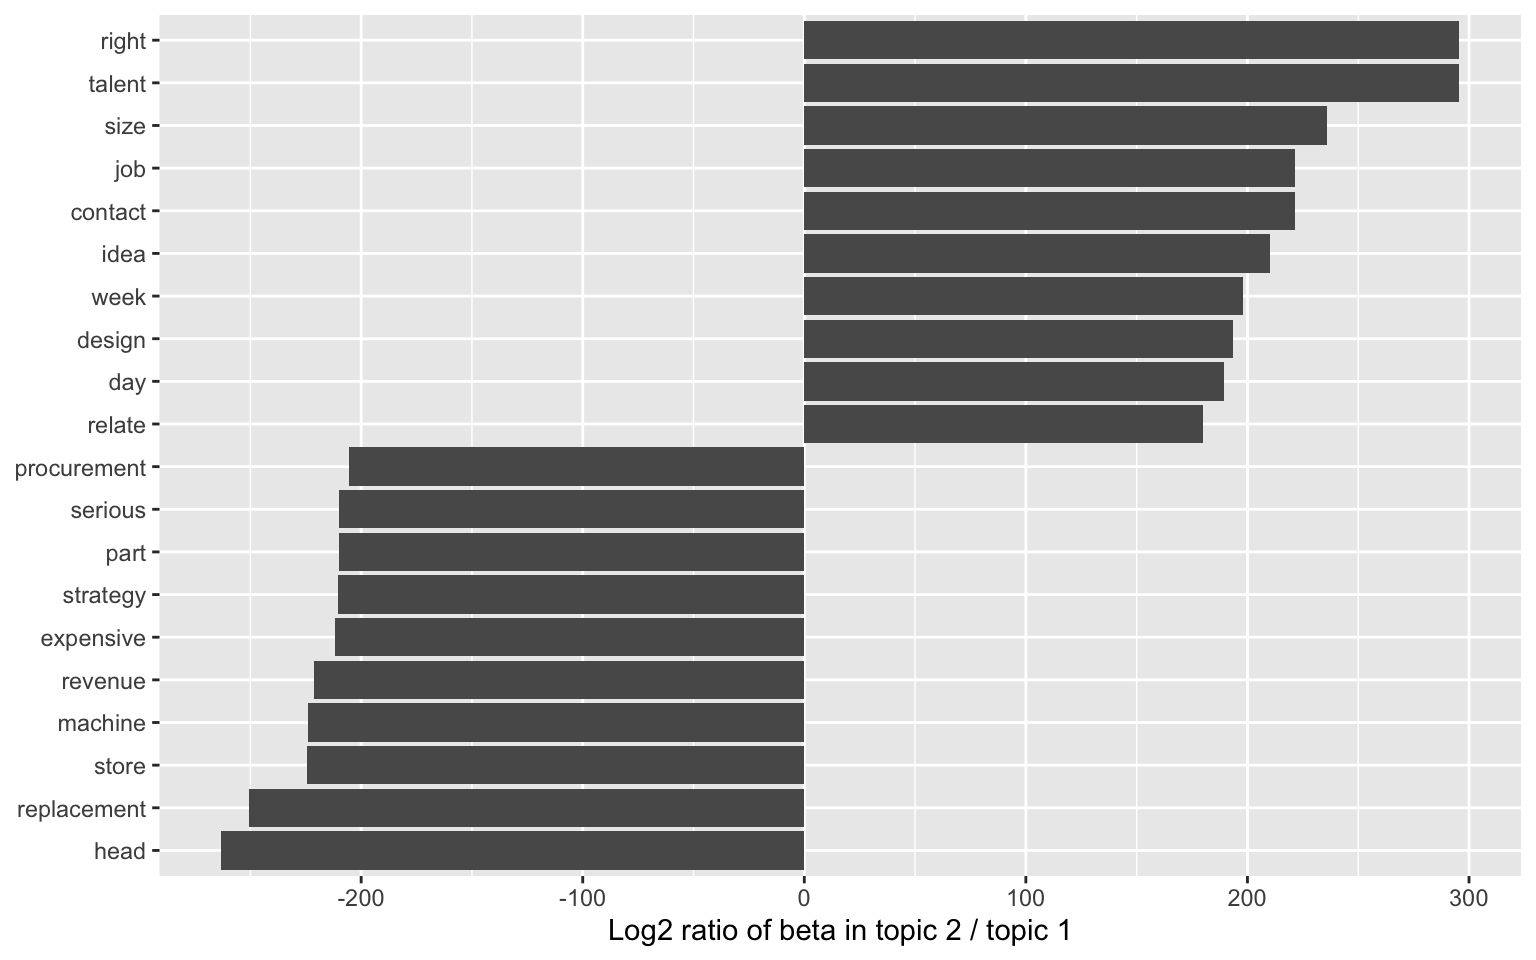 right
talent
size
job
contact
idea
week
design
day
relate
procurement
serious
part
strategy
expensive
revenue
machine
store
replacement
head
-200 -100 0 100 200 300
Log2 ratio of beta in topic 2 / topic 1